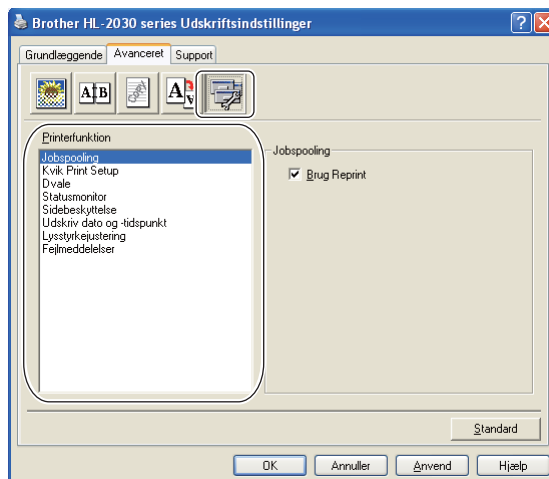 Brother HL-2030 series Udskriftsindstillinger
Grundlæggende Avanceret Support
A B A
Printerfunktion
Jobspooling
Kvik Print Setup
Dvale
Statusmonitor
Sidebeskyttelse
Udskriv dato og -tidspunkt
Lysstyrkejustering
Fejlmeddelelser
Jobspooling
Brug Reprint
Standard
OK Annuller Anvend Hjælp